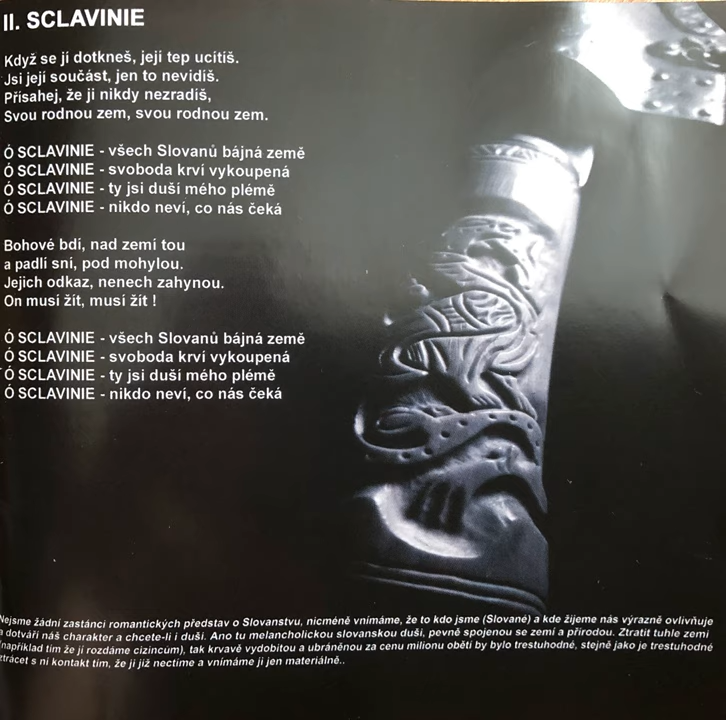 II. SCLAVINIE
Když se jí dotkneš, její tep ucítíš.
Jsi její součást, jen to nevidíš.
Přísahej, že ji nikdy nezradíš,
Svou rodnou zem, svou rodnou zem.
Ó SCLAVINIE - všech Slovanů bájná země
Ó SCLAVINIE - svoboda krví vykoupená
Ó SCLAVINIE - ty jsi duší mého plémě
Ó SCLAVINIE - nikdo neví, co nás čeká
Bohové bdí, nad zemí tou
a padlí sní, pod mohylou.
Jejich odkaz, nenech zahynou.
On musí žít, musí žít !
Ó SCLAVINIE - všech Slovanů bájná země
Ó SCLAVINIE - svoboda krví vykoupená
Ó SCLAVINIE - ty jsi duší mého plémě
Ó SCLAVINIE - nikdo neví, co nás čeká
Nejsme žádní zastánci romantických představ o Slovanstvu, nicméně vnímáme, že to kdo jsme (Slované) a kde žijeme nás výrazně ovlivňuje
a dotváří náš charakter a chcete-li i duši. Ano tu melancholickou slovanskou duši, pevně spojenou se zemí a přírodou. Ztratit tuhle zemi
(například tím že jí rozdáme cizincům), tak krvavě vydobitou a ubráněnou za cenu milionu obětí by bylo trestuhodné, stejně jako je trestuhodné
ztrácet s ní kontakt tím, že ji již nectíme a vnímáme ji jen materiálně..